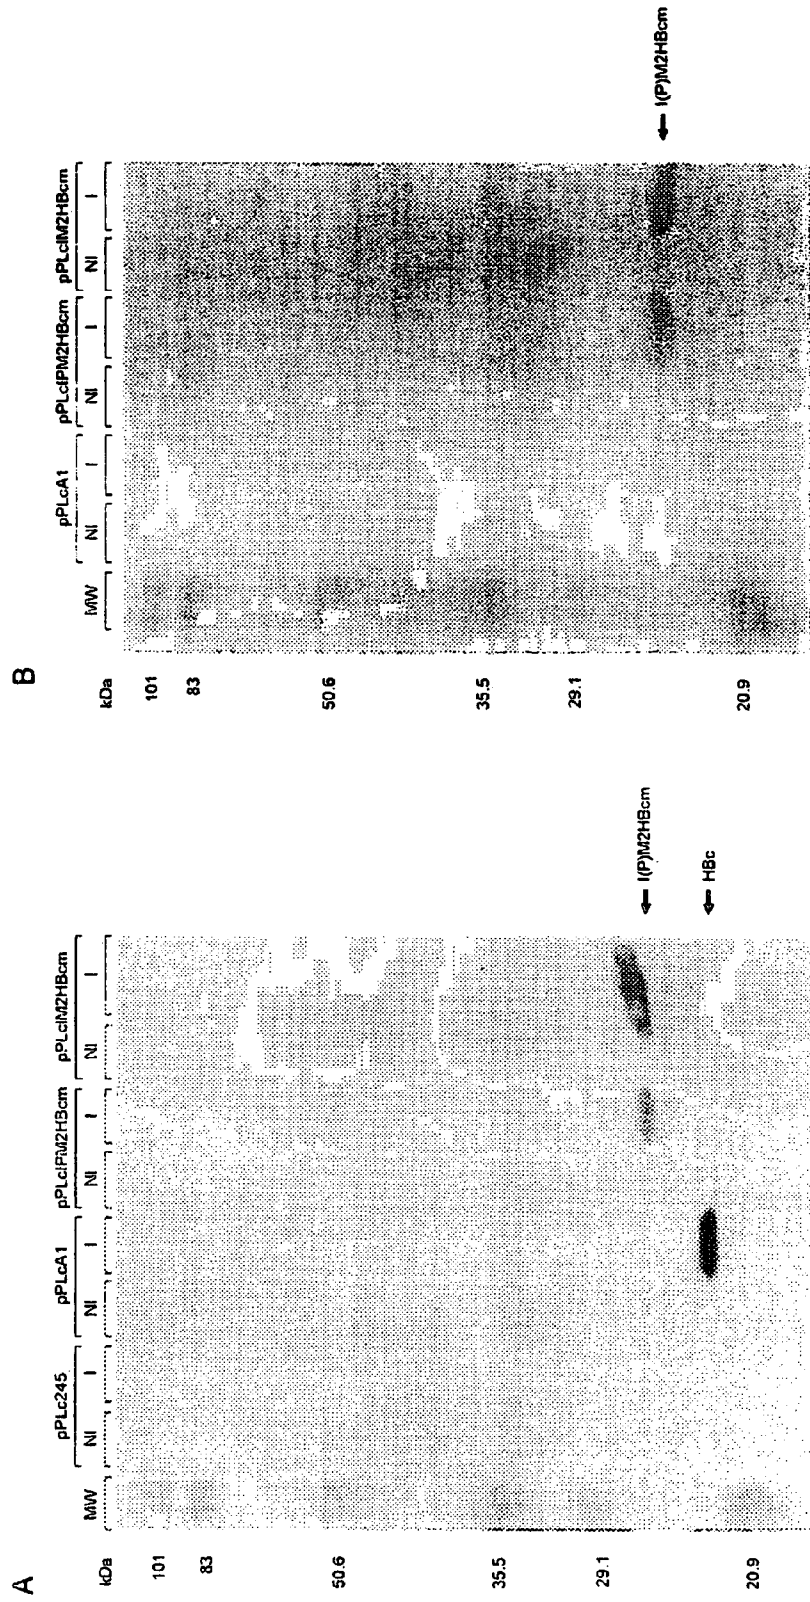 A
kDa
101
83
50.6
35.5
29.1
20.9
MW
pPLc245
NI I
pPLcA1
NI I
pPLcIPM2HBcm
NI I
pPLcIM2HBcm
NI I
I(P)M2HBcm
HBc
B
kDa
101
83
50.6
35.5
29.1
20.9
MW
pPLcA1
NI I
pPLcIPM2HBcm
NI I
pPLcIM2HBcm
NI I
I(P)M2HBcm